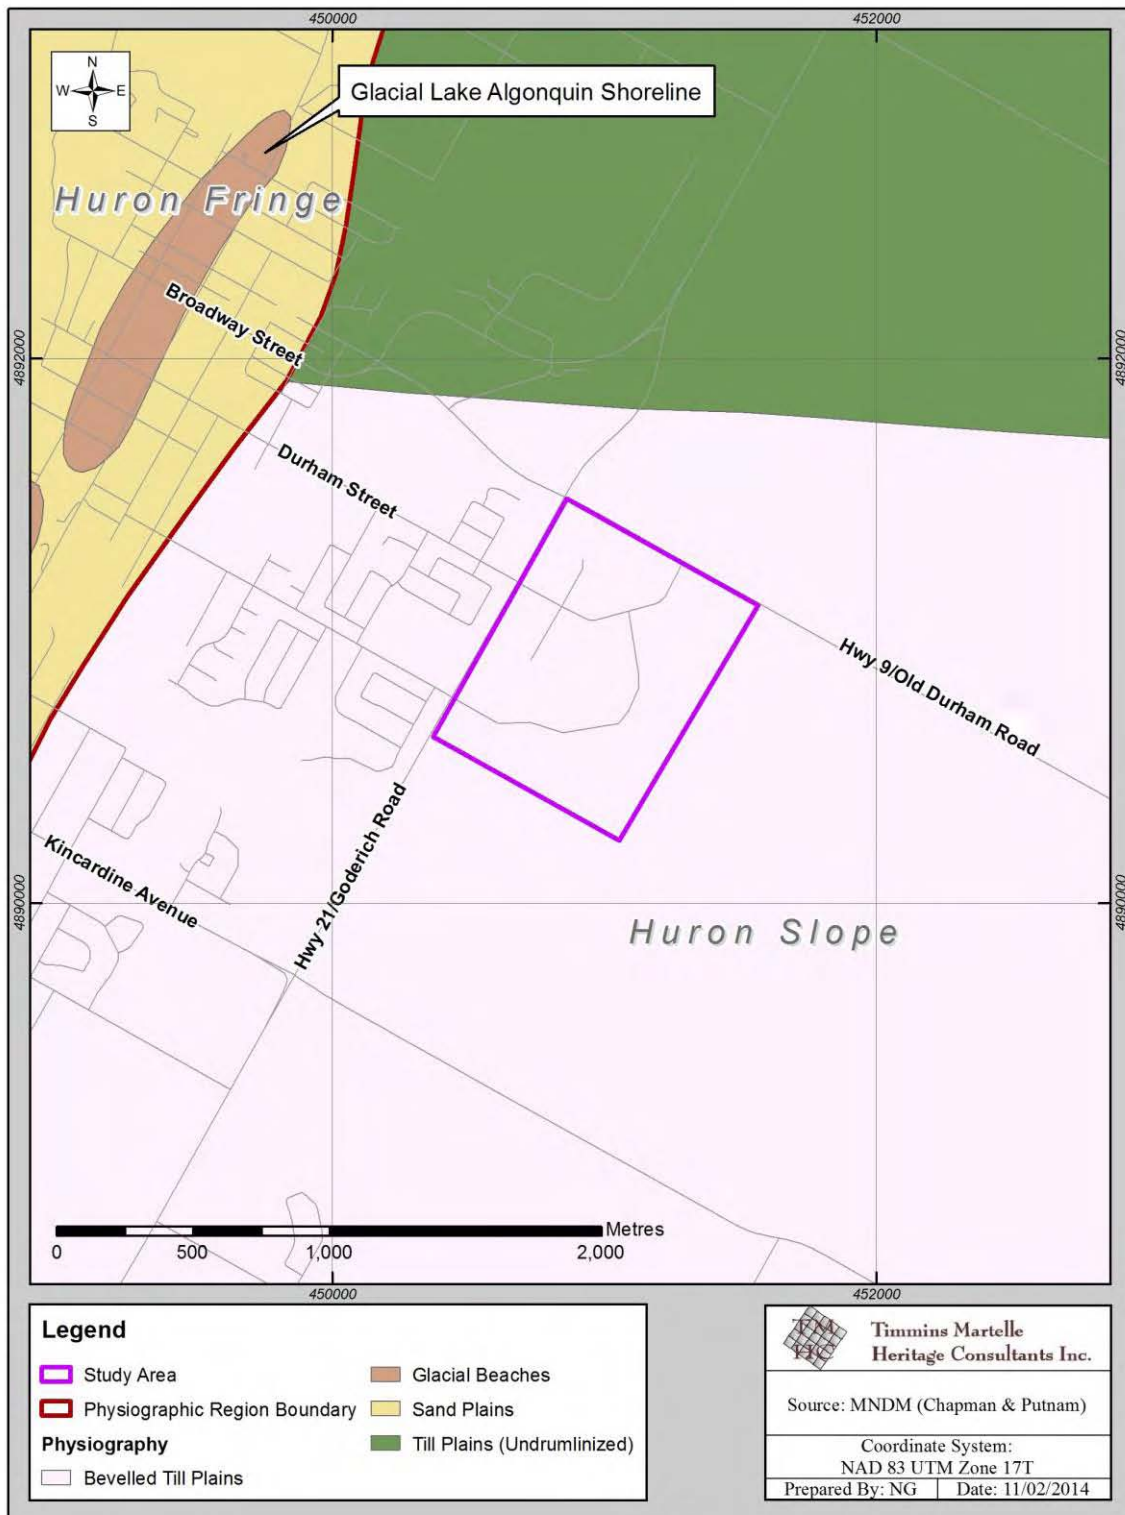 450000
452000
N
W E
S
Glacial Lake Algonquin Shoreline
Huron Fringe
Broadway Street
4892000
4892000
Durham Street
Hwy 9/Old Durham Road
Hwy 21/Goderich Road
Kincardine Avenue
4890000
4890000
Huron Slope
Metres
0 500 1,000 2,000
450000
452000
Legend
Study Area
Physiographic Region Boundary
Physiography
Bevelled Till Plains
Glacial Beaches
Sand Plains
Till Plains (Undrumlinized)
TM
HC
Timmins Martelle
Heritage Consultants Inc.
Source: MNDM (Chapman & Putnam)
Coordinate System:
NAD 83 UTM Zone 17T
Prepared By: NG
Date: 11/02/2014